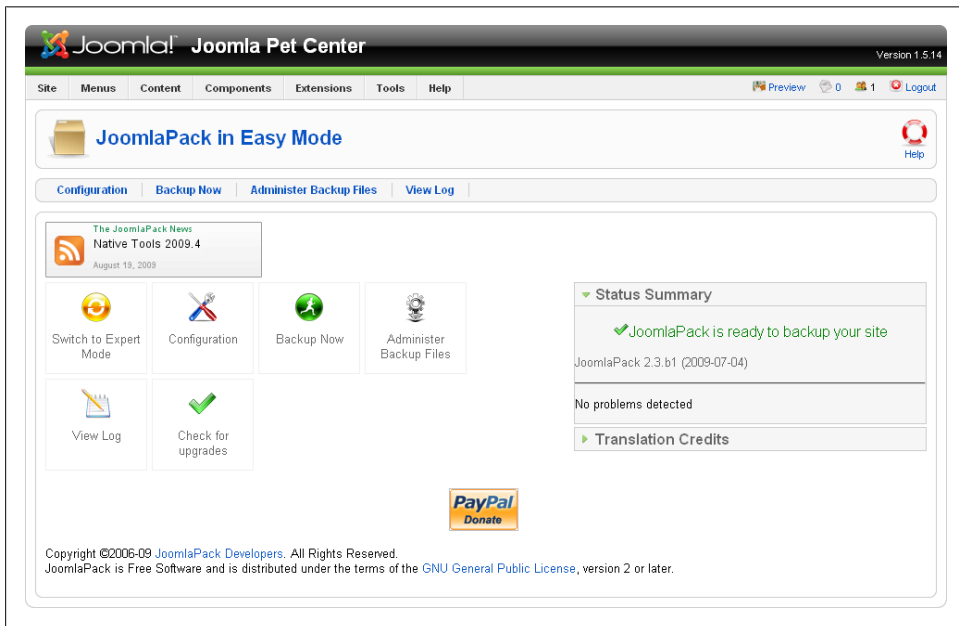 Joomla!™ Joomla Pet Center
Version 1.5.14
Site Menus Content Components Extensions Tools Help Preview 0 1 Logout
JoomlaPack in Easy Mode
Help
Configuration Backup Now Administer Backup Files View Log
The JoomlaPack News
Native Tools 2009.4
August 19, 2009
Switch to Expert Mode
Configuration
Backup Now
Administer Backup Files
View Log
Check for upgrades
Status Summary
JoomlaPack is ready to backup your site
JoomlaPack 2.3.b1 (2009-07-04)
No problems detected
Translation Credits
PayPal
Donate
Copyright ©2006-09 JoomlaPack Developers. All Rights Reserved.
JoomlaPack is Free Software and is distributed under the terms of the GNU General Public License, version 2 or later.